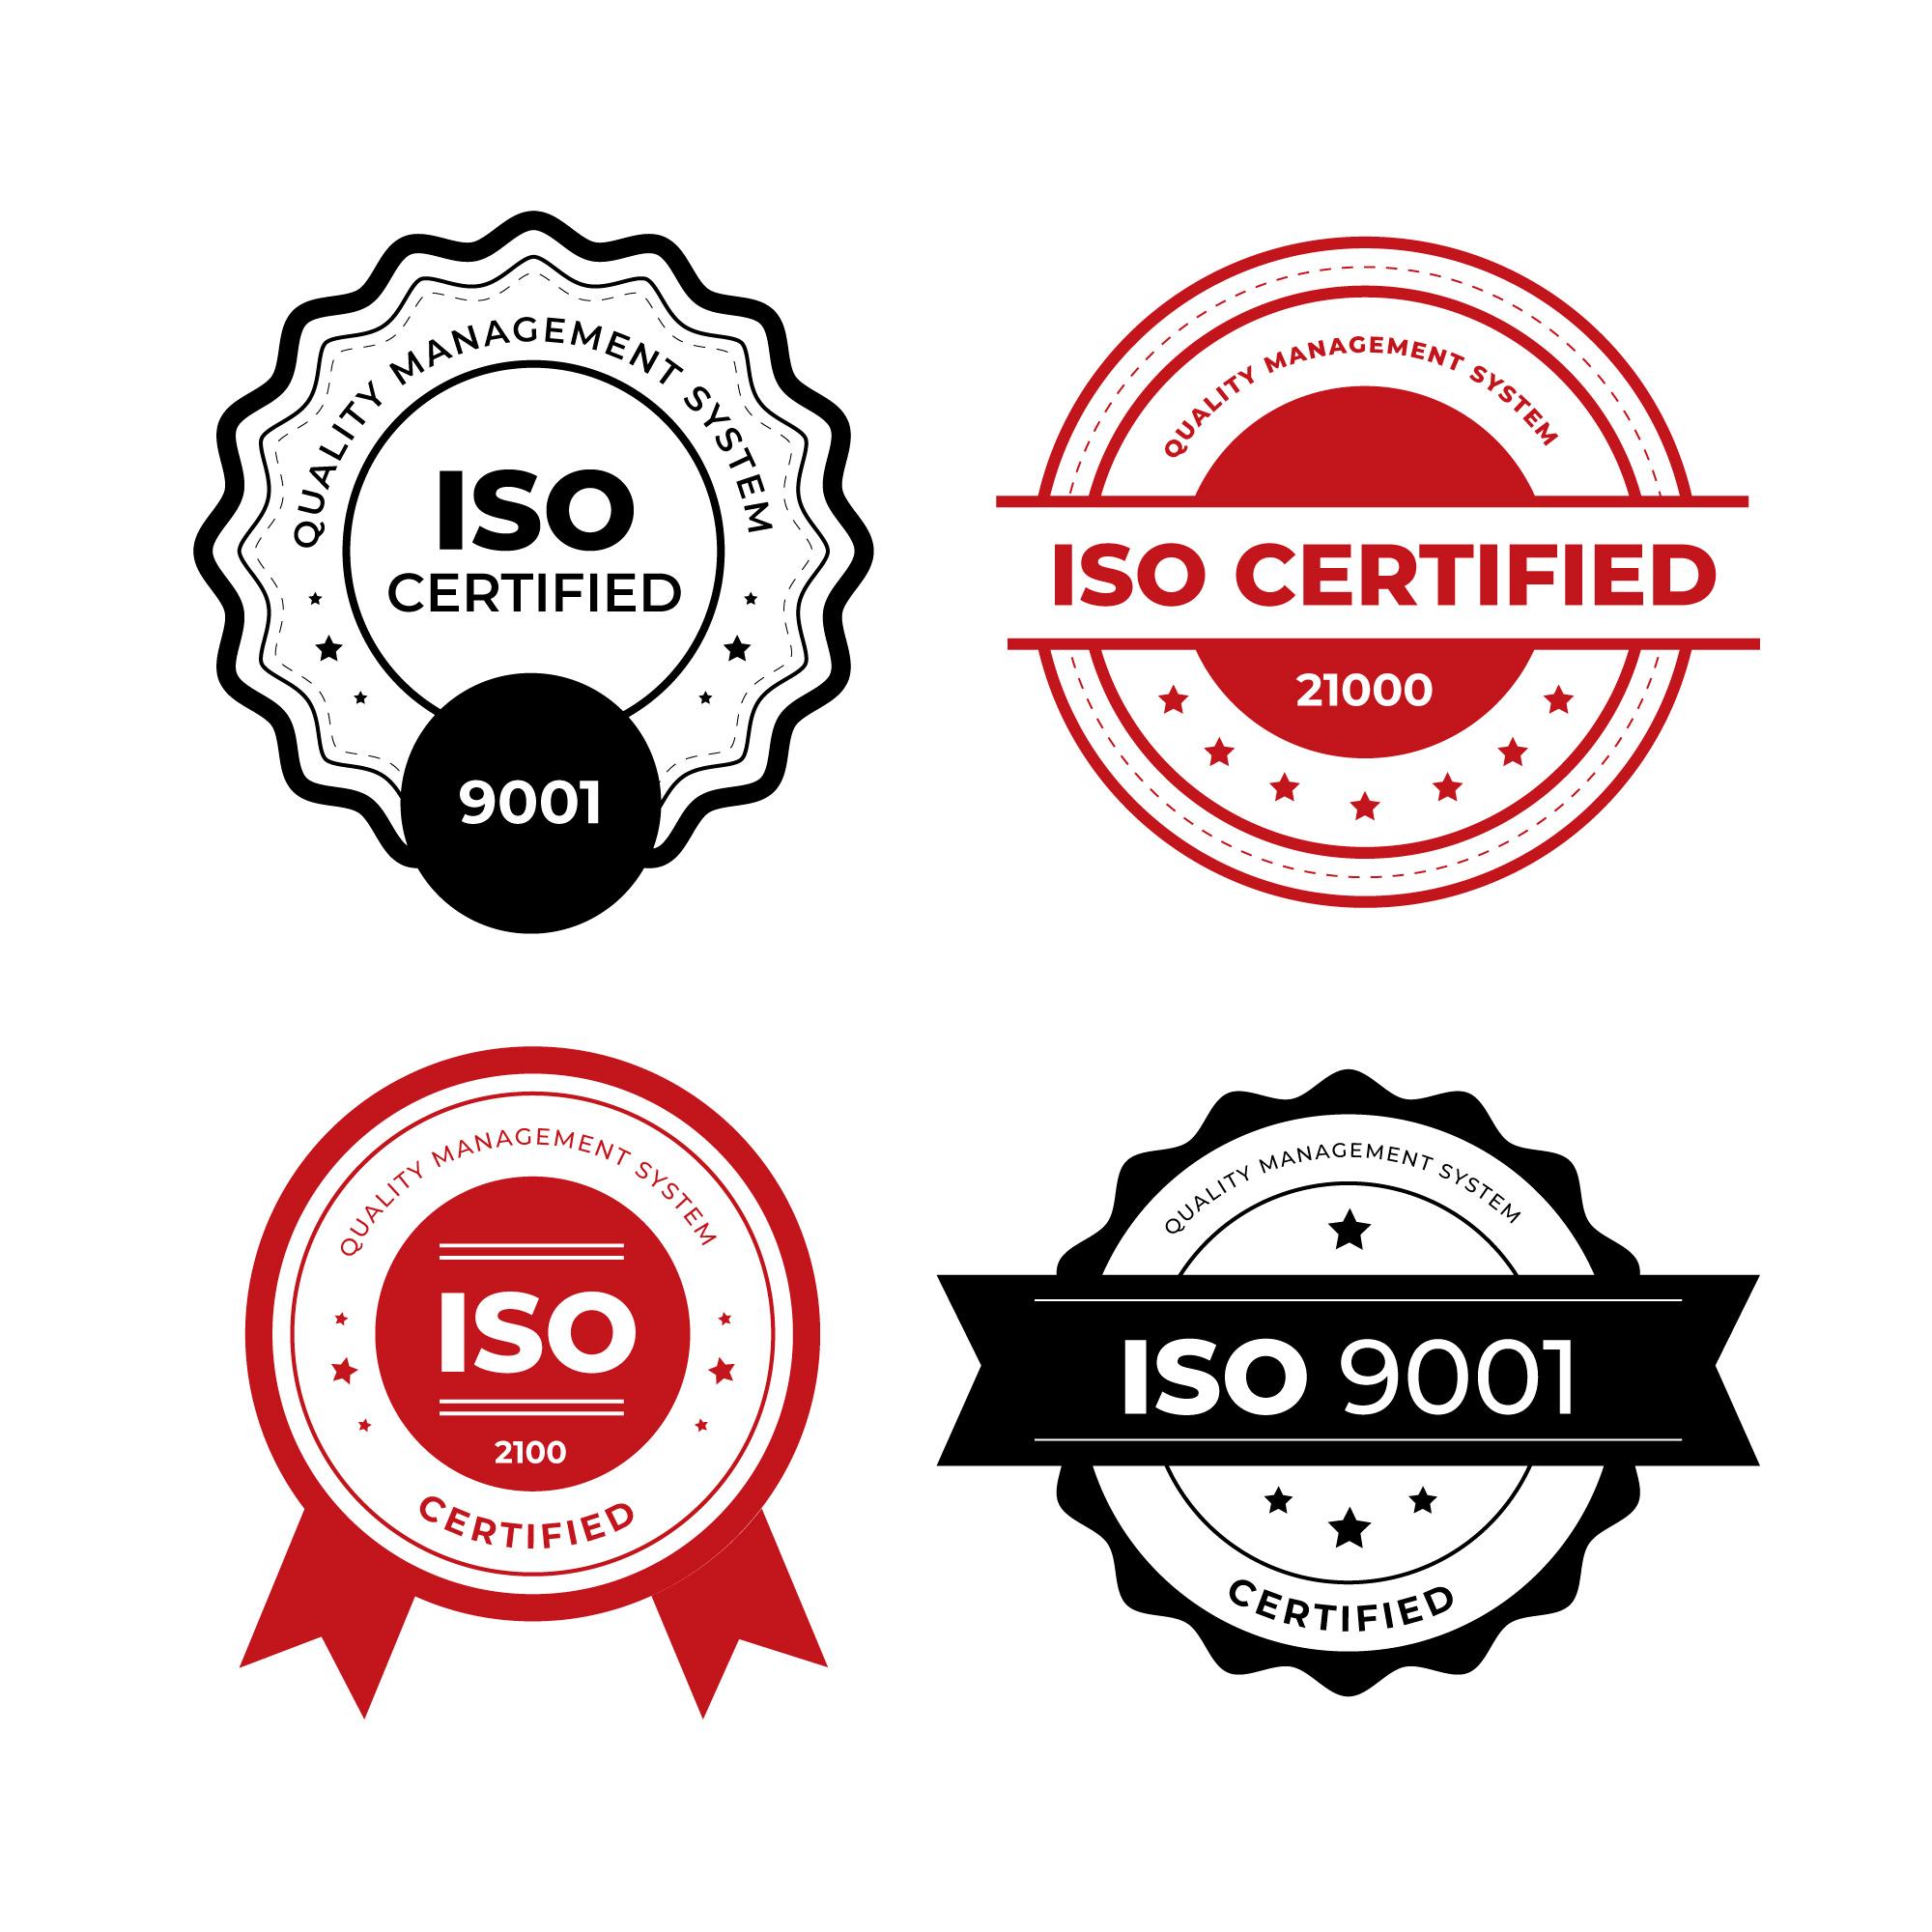 QUALITY MANAGEMENT SYSTEM
ISO
CERTIFIED
9001
QUALITY MANAGEMENT SYSTEM
ISO CERTIFIED
21000
QUALITY MANAGEMENT SYSTEM
ISO
2100
CERTIFIED
QUALITY MANAGEMENT SYSTEM
ISO 9001
CERTIFIED